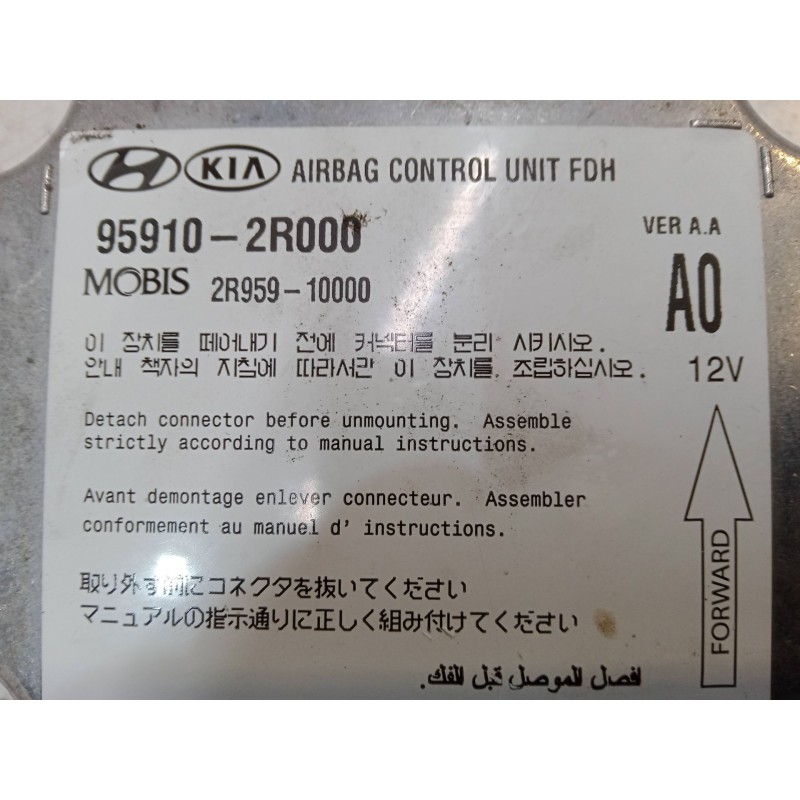 KIA AIRBAG CONTROL UNIT FDH
95910-2R000
VER A.A
MOBIS 2R959-10000
A0
이 장치를 떼어내기 전에 커넥터를 분리 시키시오.
안내 책자의 지침에 따라서만 이 장치를 조립하십시오.
12V
Detach connector before unmounting. Assemble
strictly according to manual instructions.
Avant demontage enlever connecteur. Assembler
conformement au manuel d' instructions.
FORWARD
取り外す前にコネクタを抜いてください
マニュアルの指示通りに正しく組み付けてください
افصل الموصل قبل الفك.